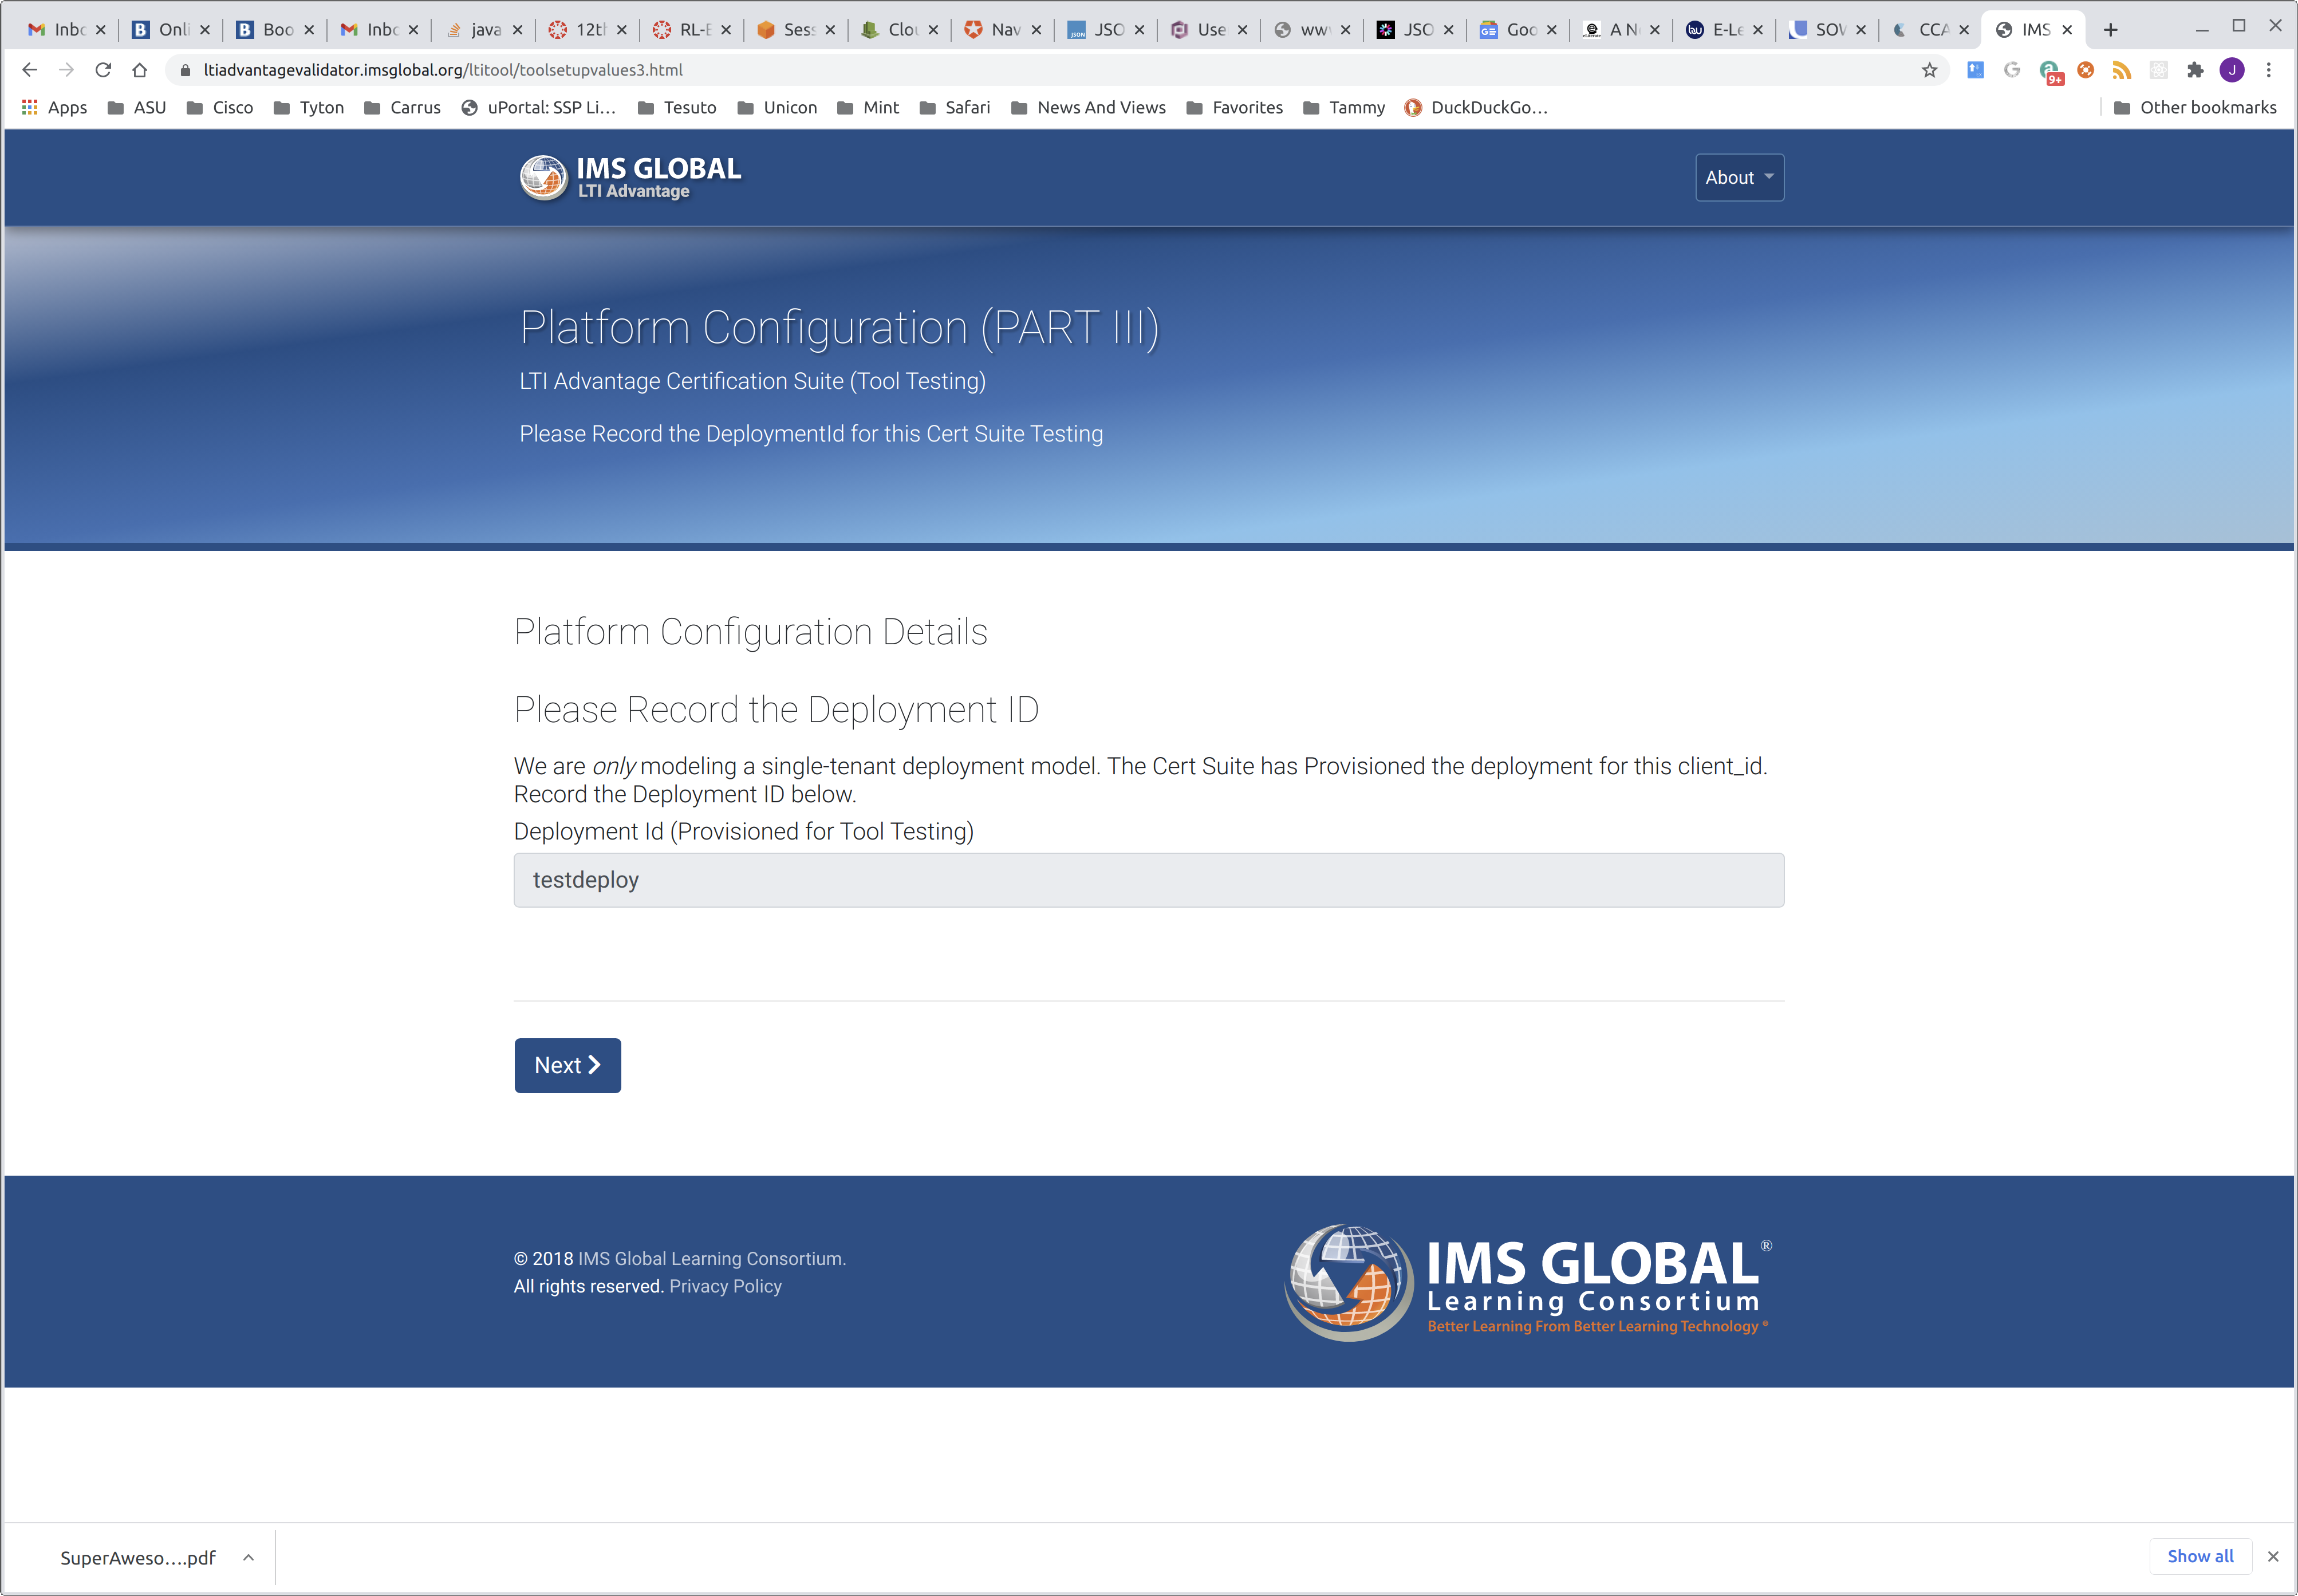 Inbc
Onli
Boo
Inbc
java
12th
RL-E
Sess
Clou
Nav
JSO
Use
ww
JSO
Goo
A N
E-Le
SOW
CCA
IMS
ltiadvantagevalidator.imsglobal.org/ltitool/toolsetupvalues3.html
9+
J
Apps
ASU
Cisco
Tyton
Carrus
uPortal: SSP Li...
Tesuto
Unicon
Mint
Safari
News And Views
Favorites
Tammy
DuckDuckGo...
Other bookmarks
IMS GLOBAL
LTI Advantage
About
Platform Configuration (PART III)
LTI Advantage Certification Suite (Tool Testing)
Please Record the DeploymentId for this Cert Suite Testing
Platform Configuration Details
Please Record the Deployment ID
We are only modeling a single-tenant deployment model. The Cert Suite has Provisioned the deployment for this client_id.
Record the Deployment ID below.
Deployment Id (Provisioned for Tool Testing)
testdeploy
Next
© 2018 IMS Global Learning Consortium.
All rights reserved. Privacy Policy
IMS GLOBAL®
Learning Consortium
Better Learning From Better Learning Technology®
SuperAweso....pdf
Show all